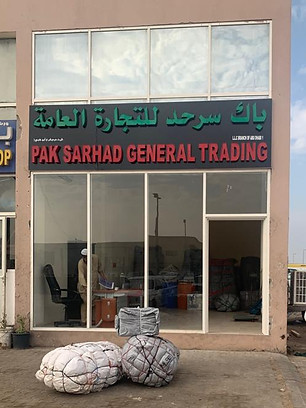 باك سرحد للتجارة العامة
PAK SARHAD GENERAL TRADING